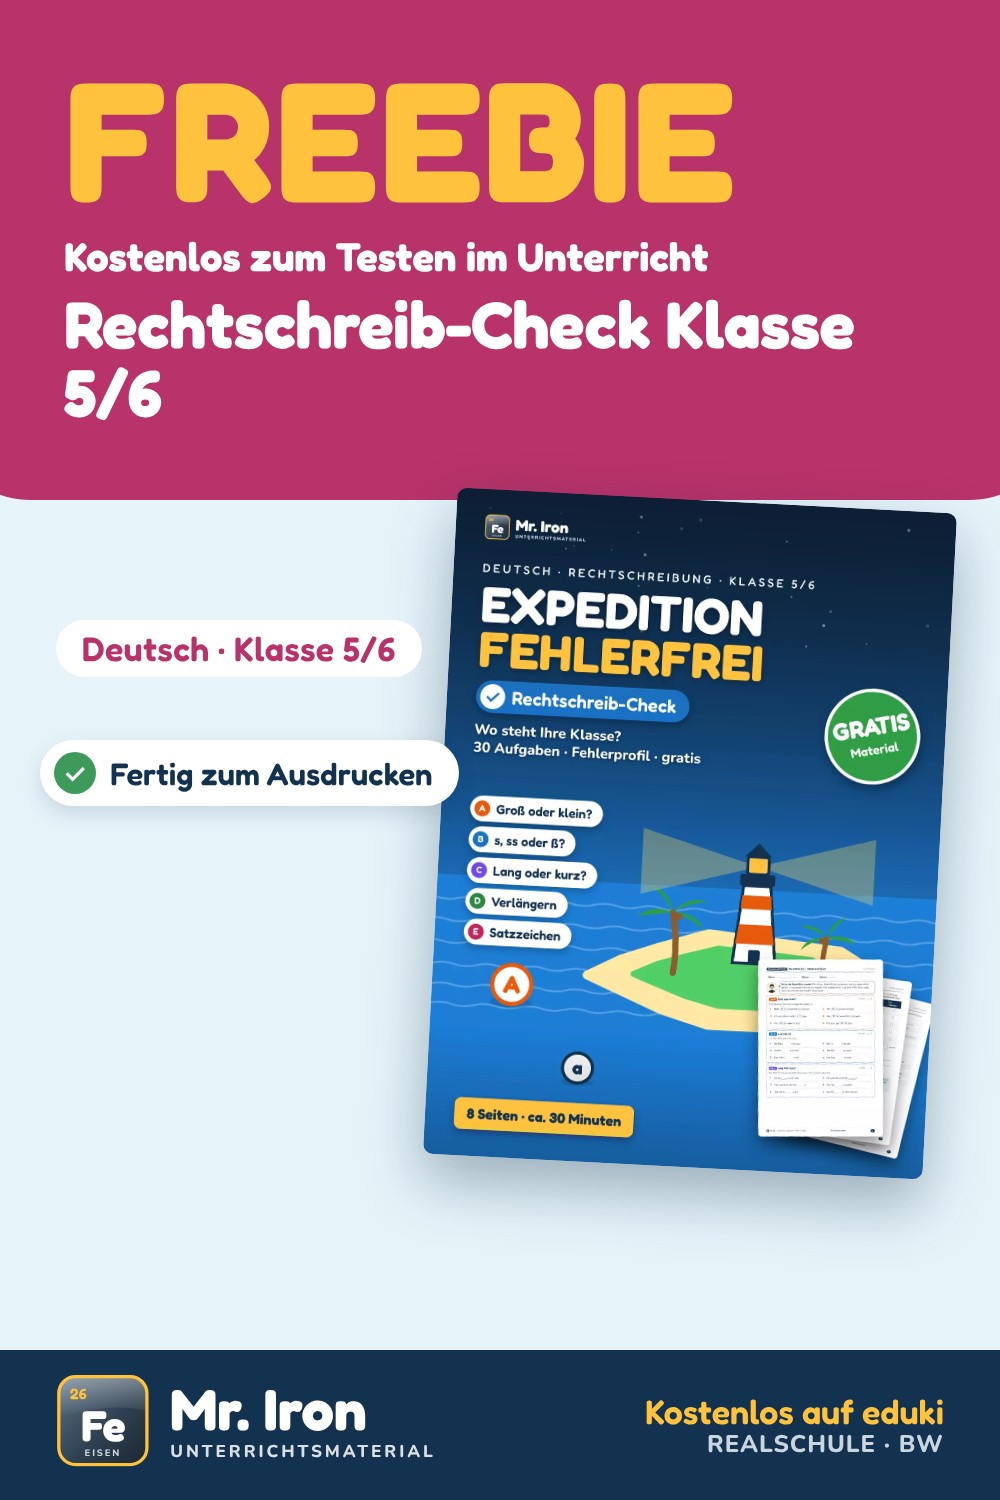 FREEBIE
Kostenlos zum Testen im Unterricht
Rechtschreib-Check Klasse
5/6
Fe
Mr. Iron
UNTERRICHTSMATERIAL
DEUTSCH · RECHTSCHREIBUNG · KLASSE 5/6
EXPEDITION
FEHLERFREI
Rechtschreib-Check
Wo steht Ihre Klasse?
30 Aufgaben · Fehlerprofil · gratis
GRATIS
Material
Deutsch · Klasse 5/6
Fertig zum Ausdrucken
A Groß oder klein?
B s, ss oder ß?
C Lang oder kurz?
D Verlängern
E Satzzeichen
A
a
8 Seiten · ca. 30 Minuten
26
Fe
EISEN
Mr. Iron
UNTERRICHTSMATERIAL
Kostenlos auf eduki
REALSCHULE · BW